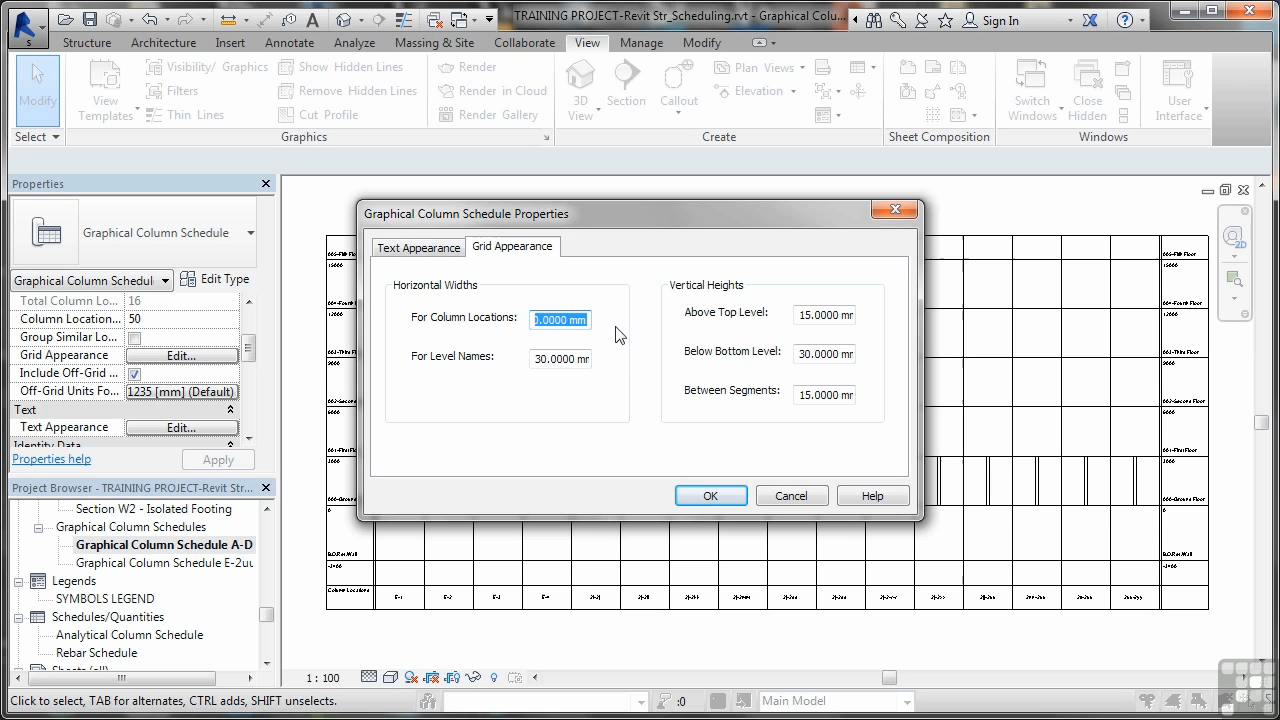 TRAINING PROJECT-Revit Str_Scheduling.rvt - Graphical Colu...
Sign In
Structure Architecture Insert Annotate Analyze Massing & Site Collaborate View Manage Modify
Modify
View Templates
Visibility/ Graphics
Filters
Thin Lines
Show Hidden Lines
Remove Hidden Lines
Cut Profile
Render
Render in Cloud
Render Gallery
3D View
Section
Callout
Plan Views
Elevation
Switch Windows
Close Hidden
User Interface
Select Graphics Create Sheet Composition Windows
Properties
Graphical Column Schedule
Graphical Column Schedul
Edit Type
Total Column Lo... 16
Column Location... 50
Group Similar Lo...
Grid Appearance Edit...
Include Off-Grid ...
Off-Grid Units Fo... 1235 [mm] (Default)
Text
Text Appearance Edit...
Identity Data
Properties help Apply
Project Browser - TRAINING PROJECT-Revit Str...
Section W2 - Isolated Footing
Graphical Column Schedules
Graphical Column Schedule A-D
Graphical Column Schedule E-2uu
Legends
SYMBOLS LEGEND
Schedules/Quantities
Analytical Column Schedule
Rebar Schedule
Sheets (all)
Graphical Column Schedule Properties
Text Appearance Grid Appearance
Horizontal Widths
For Column Locations: 0.0000 mm
For Level Names: 30.0000 mr
Vertical Heights
Above Top Level: 15.0000 mr
Below Bottom Level: 30.0000 mr
Between Segments: 15.0000 mr
OK Cancel Help
Column Locations
1 : 100
Click to select, TAB for alternates, CTRL adds, SHIFT unselects.
:0
Main Model